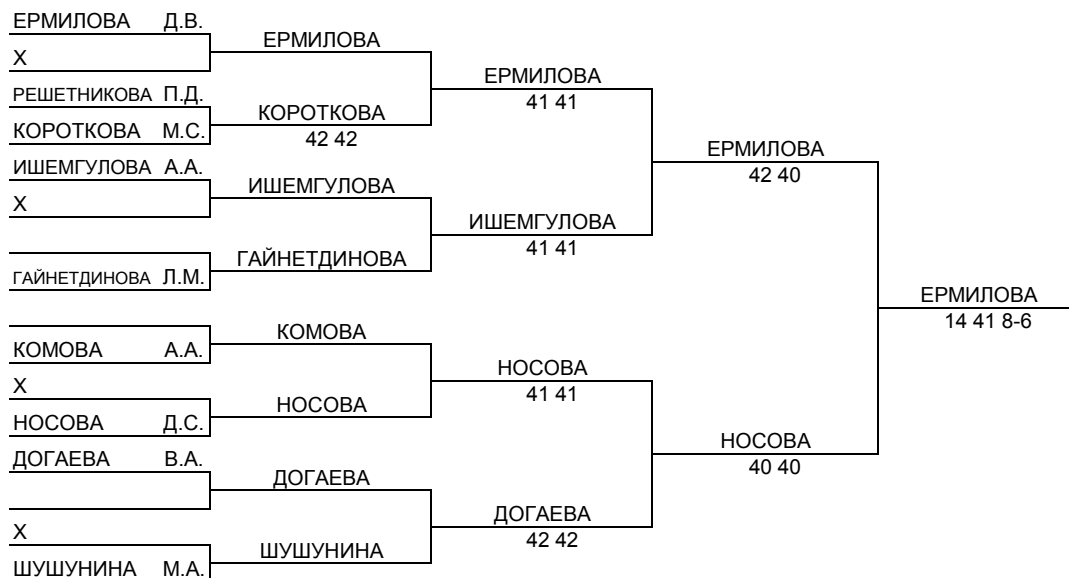 ЕРМИЛОВА Д.В.
ЕРМИЛОВА
X
ЕРМИЛОВА
41 41
РЕШЕТНИКОВА П.Д.
КОРОТКОВА
42 42
КОРОТКОВА М.С.
ЕРМИЛОВА
42 40
ИШЕМГУЛОВА А.А.
ИШЕМГУЛОВА
X
ИШЕМГУЛОВА
41 41
ГАЙНЕТДИНОВА
ГАЙНЕТДИНОВА Л.М.
ЕРМИЛОВА
14 41 8-6
КОМОВА
КОМОВА А.А.
НОСОВА
41 41
X
НОСОВА
НОСОВА Д.С.
НОСОВА
40 40
ДОГАЕВА В.А.
ДОГАЕВА
ДОГАЕВА
42 42
X
ШУШУНИНА
ШУШУНИНА М.А.